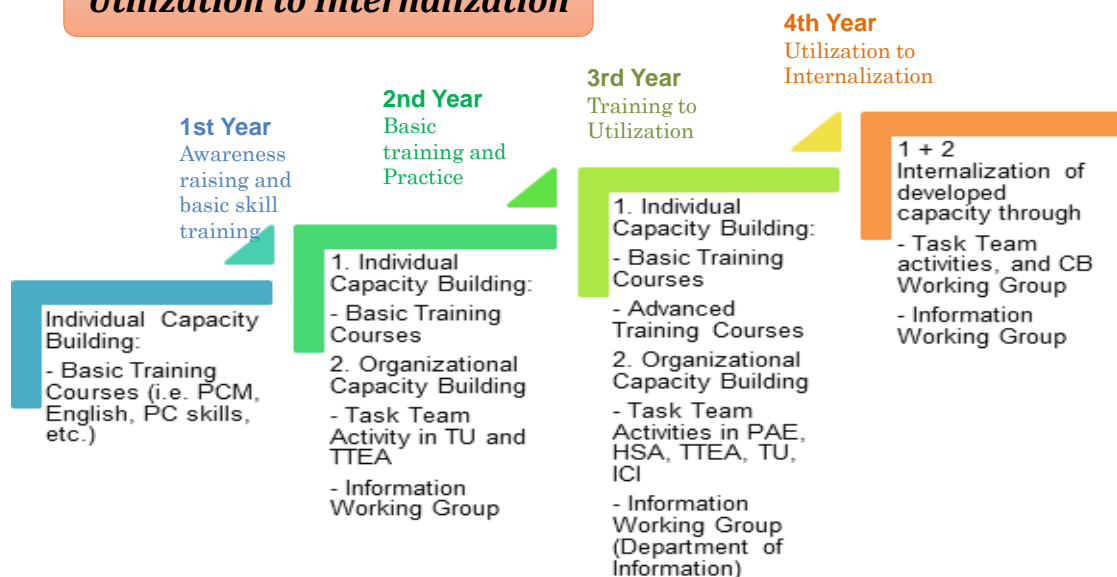 Utilization to Internalization
1st Year
Awareness
raising and
basic skill
training
Individual Capacity
Building:
- Basic Training
Courses (i.e. PCM,
English, PC skills,
etc.)
2nd Year
Basic
training and
Practice
1. Individual
Capacity Building:
- Basic Training
Courses
2. Organizational
Capacity Building
- Task Team
Activity in TU and
TTEA
- Information
Working Group
3rd Year
Training to
Utilization
1. Individual
Capacity Building:
- Basic Training
Courses
- Advanced
Training Courses
2. Organizational
Capacity Building
- Task Team
Activities in PAE,
HSA, TTEA, TU,
ICI
- Information
Working Group
(Department of
Information)
4th Year
Utilization to
Internalization
1 + 2
Internalization of
developed
capacity through
- Task Team
activities, and CB
Working Group
- Information
Working Group